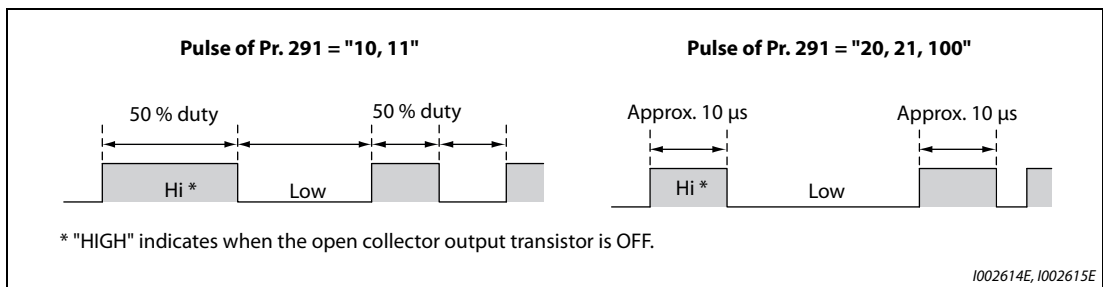 Pulse of Pr. 291 = "10, 11"
Pulse of Pr. 291 = "20, 21, 100"
50 % duty
50 % duty
Approx. 10 μs
Approx. 10 μs
Hi *
Low
Hi *
Low
* "HIGH" indicates when the open collector output transistor is OFF.
I002614E, I002615E